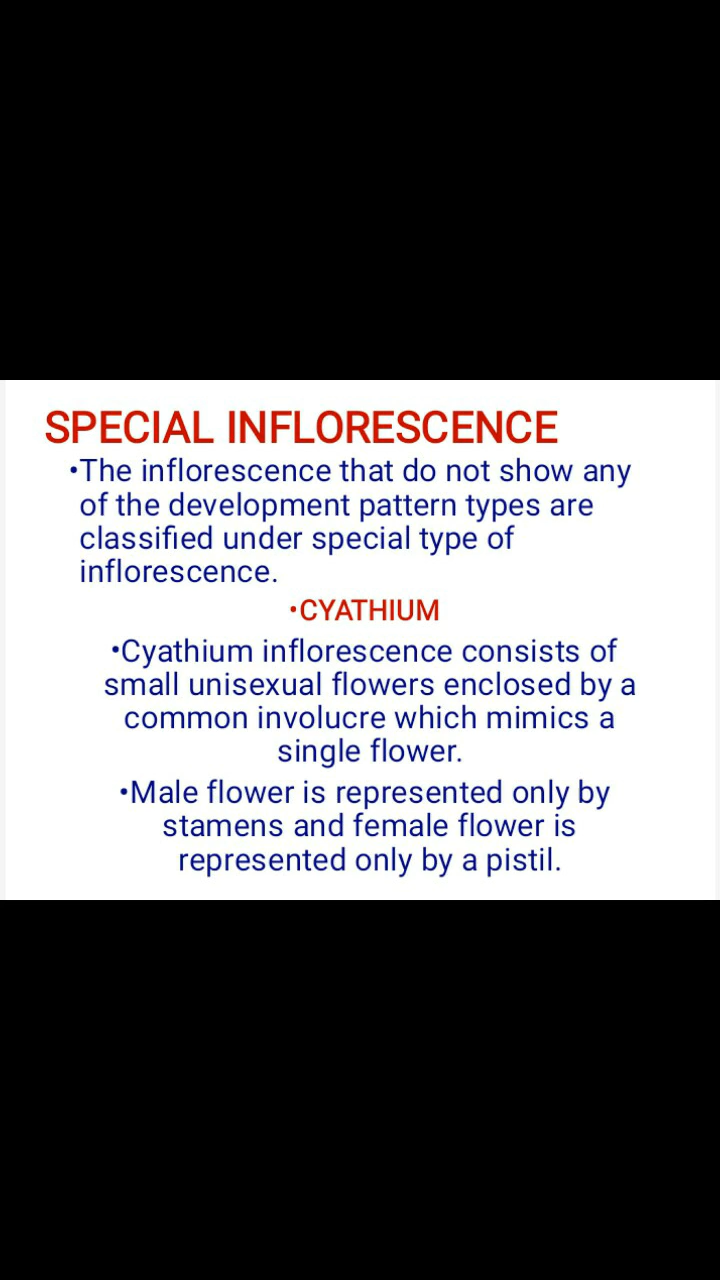 SPECIAL INFLORESCENCE
•The inflorescence that do not show any
of the development pattern types are
classified under special type of
inflorescence.
•CYATHIUM
•Cyathium inflorescence consists of
small unisexual flowers enclosed by a
common involucre which mimics a
single flower.
•Male flower is represented only by
stamens and female flower is
represented only by a pistil.